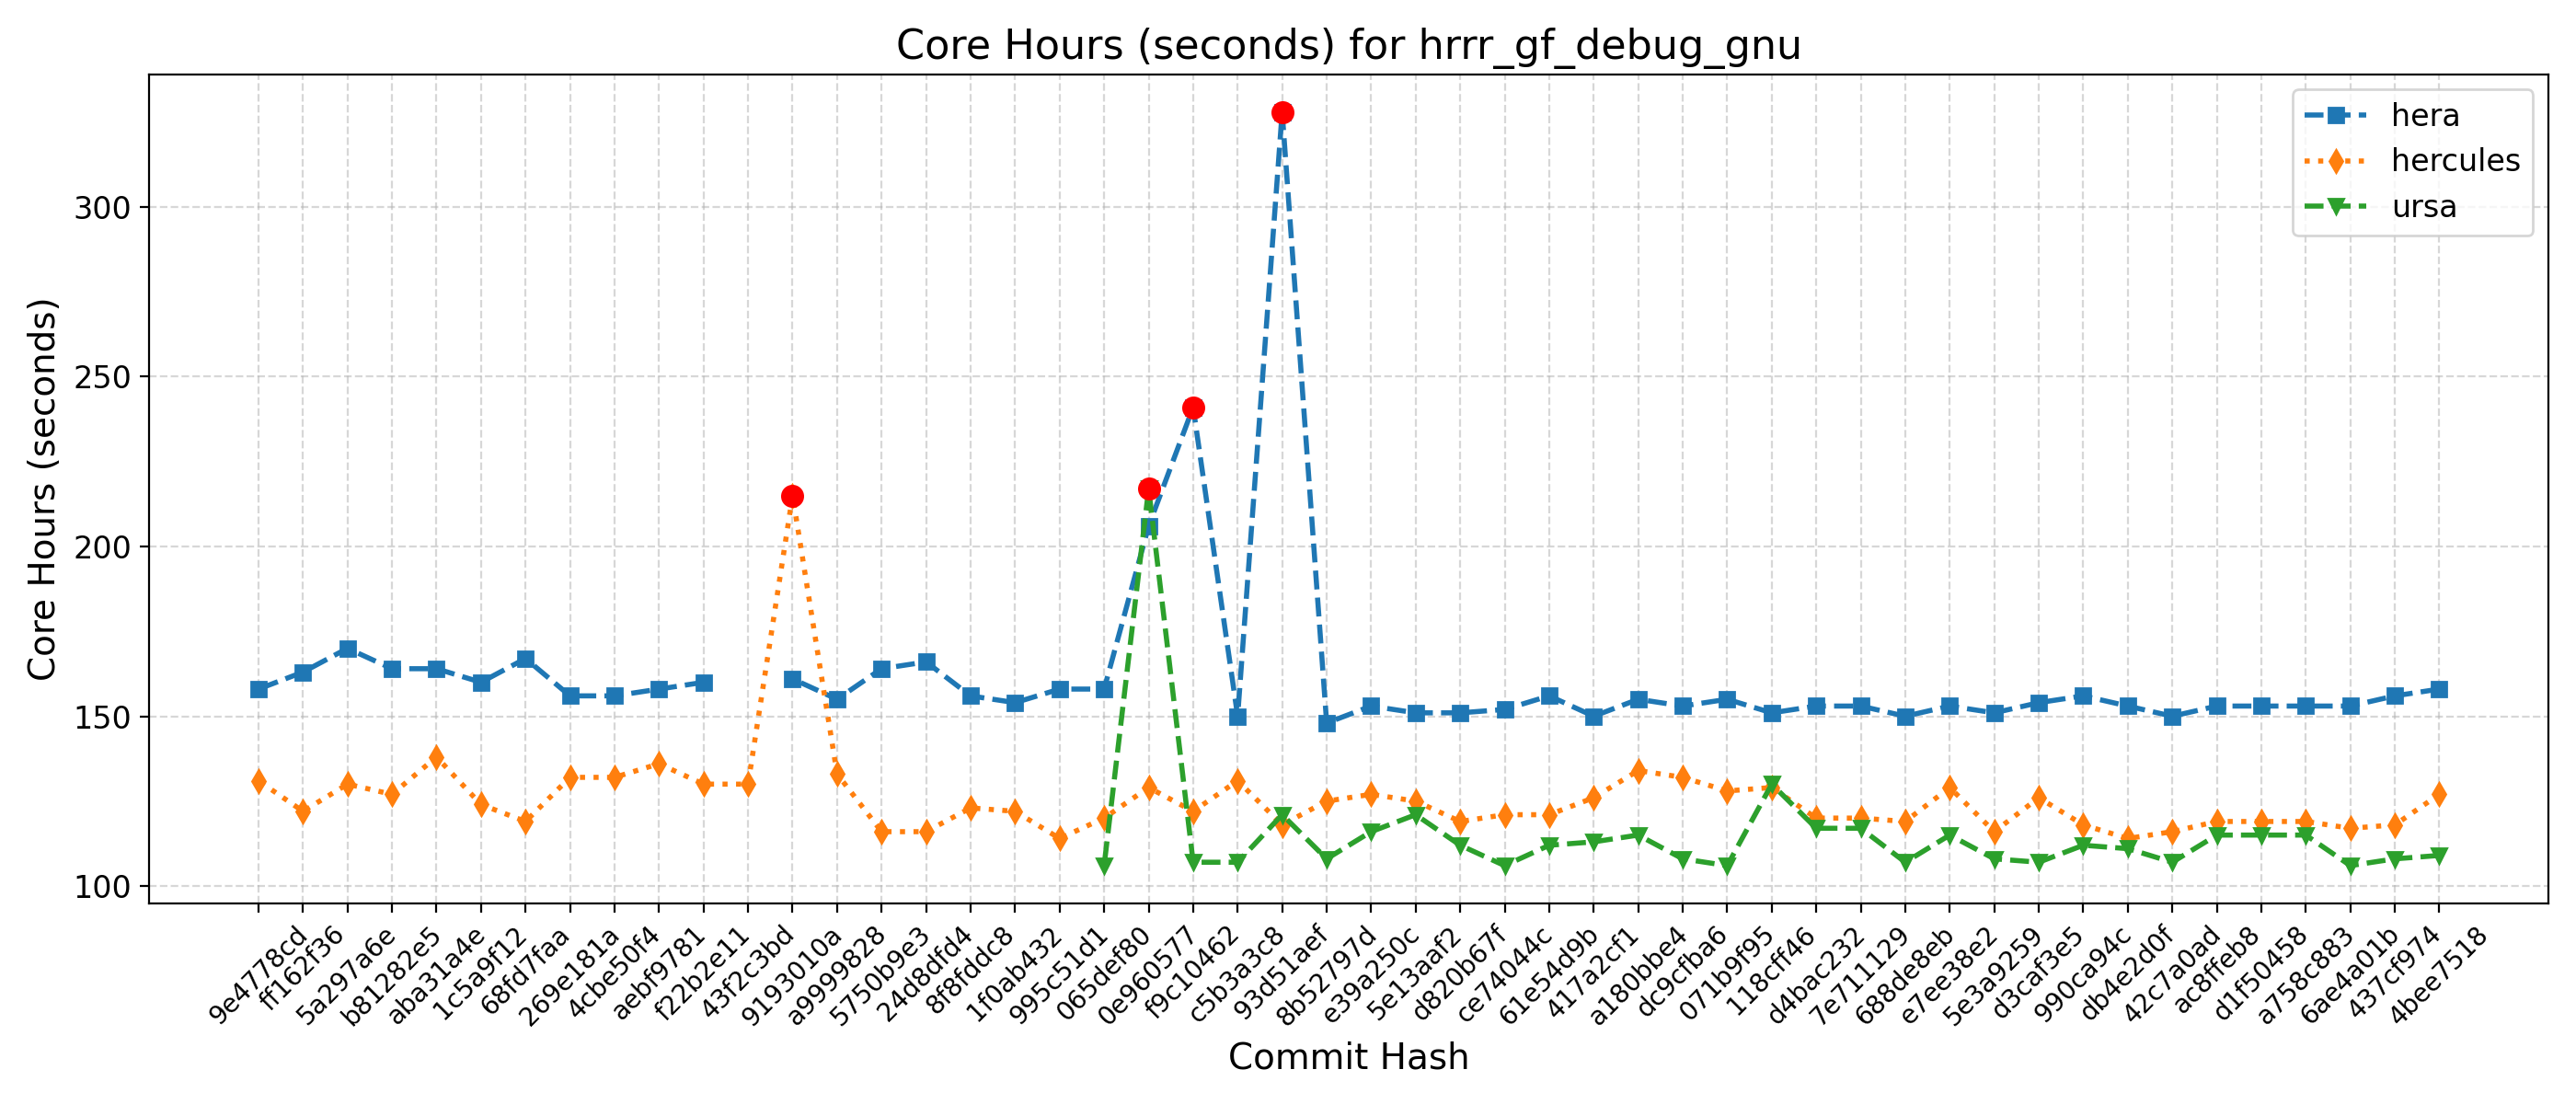 Core Hours (seconds) for hrrr_gf_debug_gnu
hera
hercules
ursa
Core Hours (seconds)
300
250
200
150
100
9e4778cd
ff162f36
5a297a6e
b81282e5
aba31a4e
1c5a9f12
68fd7faa
269e181a
4cbe50f4
aebf9781
f22b2e11
43f2c3bd
9193010a
a9999828
5750b9e3
24d8dfd4
8f8fddc8
1f0ab432
995c51d1
065def80
0e960577
f9c10462
c5b3a3c8
93d51aef
8b52797d
e39a250c
5e13aaf2
d820b67f
ce74044c
61e54d9b
417a2cf1
a180bbe4
dc9cfba6
071b9f95
118cff46
d4bac232
7e711129
688de8eb
e7ee38e2
5e3a9259
d3caf3e5
990ca94c
db4e2d0f
42c7a0ad
ac8ffeb8
d1f50458
a758c883
6ae4a01b
437cf974
4bee7518
Commit Hash